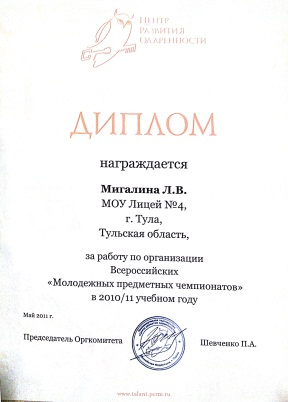 Центр
Развития
Одаренности
ДИПЛОМ
награждается
Мигалина Л.В.
МОУ Лицей №4,
г. Тула,
Тульская область,
за работу по организации
Всероссийских
«Молодежных предметных чемпионатов»
в 2010/11 учебном году
Май 2011 г.
Председатель Оргкомитета
Шевченко П.А.
www.talant.perm.ru